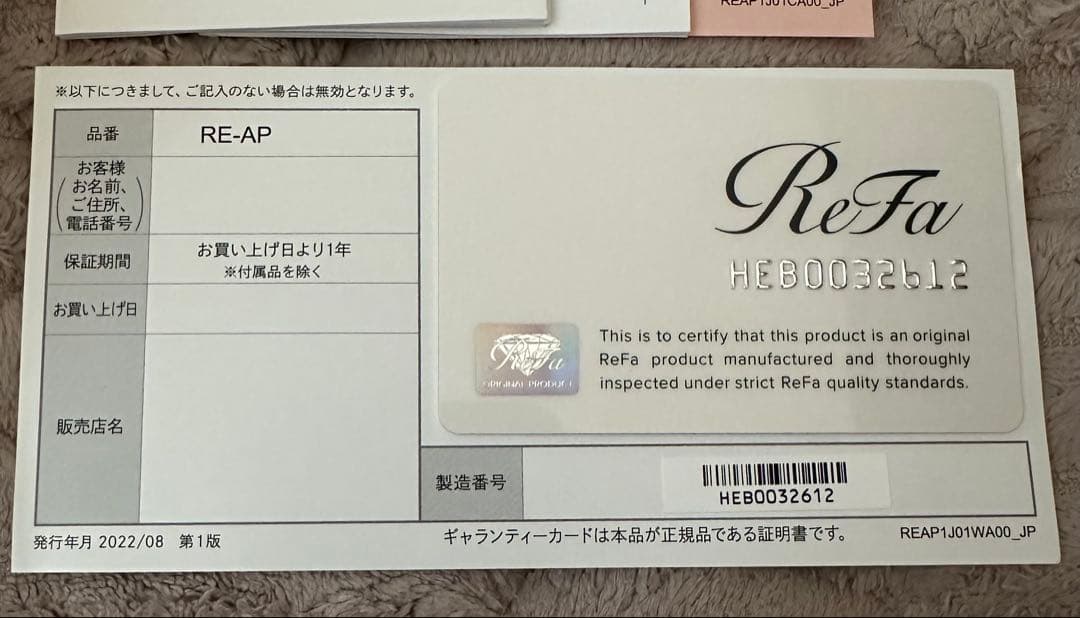 REAP1J01CA00_JP
※以下につきまして、ご記入のない場合は無効となります。
品番 RE-AP
お客様
(お名前、
ご住所、
電話番号)
保証期間 お買い上げ日より1年
※付属品を除く
お買い上げ日
販売店名
ReFa
HEB0032612
ReFa
ORIGINAL PRODUCT
This is to certify that this product is an original
ReFa product manufactured and thoroughly
inspected under strict ReFa quality standards.
製造番号
HEB0032612
発行年月 2022/08 第1版
ギャランティーカードは本品が正規品である証明書です。
REAP1J01WA00_JP